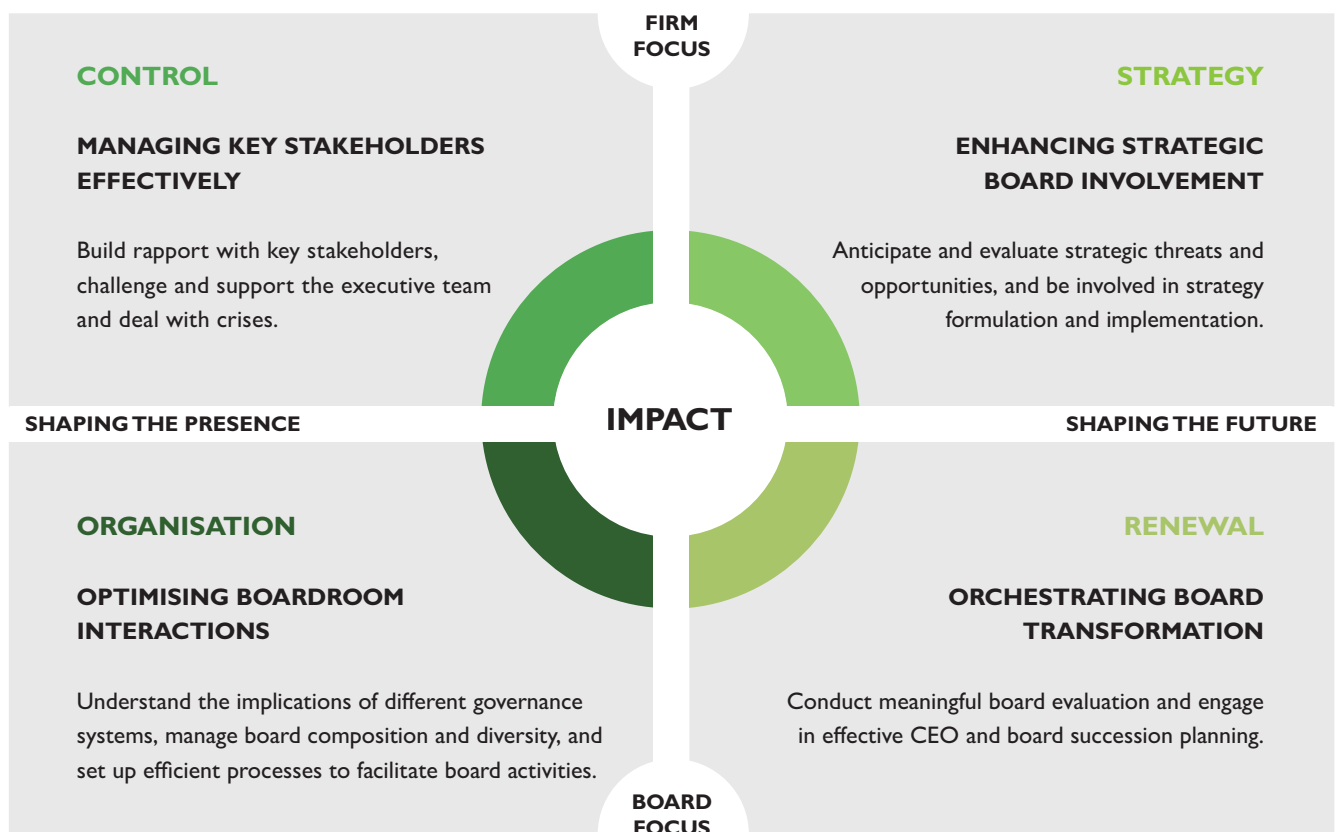 FIRM
FOCUS
CONTROL
MANAGING KEY STAKEHOLDERS
EFFECTIVELY
Build rapport with key stakeholders,
challenge and support the executive team
and deal with crises.
STRATEGY
ENHANCING STRATEGIC
BOARD INVOLVEMENT
Anticipate and evaluate strategic threats and
opportunities, and be involved in strategy
formulation and implementation.
SHAPING THE PRESENCE
IMPACT
SHAPING THE FUTURE
ORGANISATION
OPTIMISING BOARDROOM
INTERACTIONS
Understand the implications of different governance
systems, manage board composition and diversity, and
set up efficient processes to facilitate board activities.
RENEWAL
ORCHESTRATING BOARD
TRANSFORMATION
Conduct meaningful board evaluation and engage
in effective CEO and board succession planning.
BOARD
FOCUS